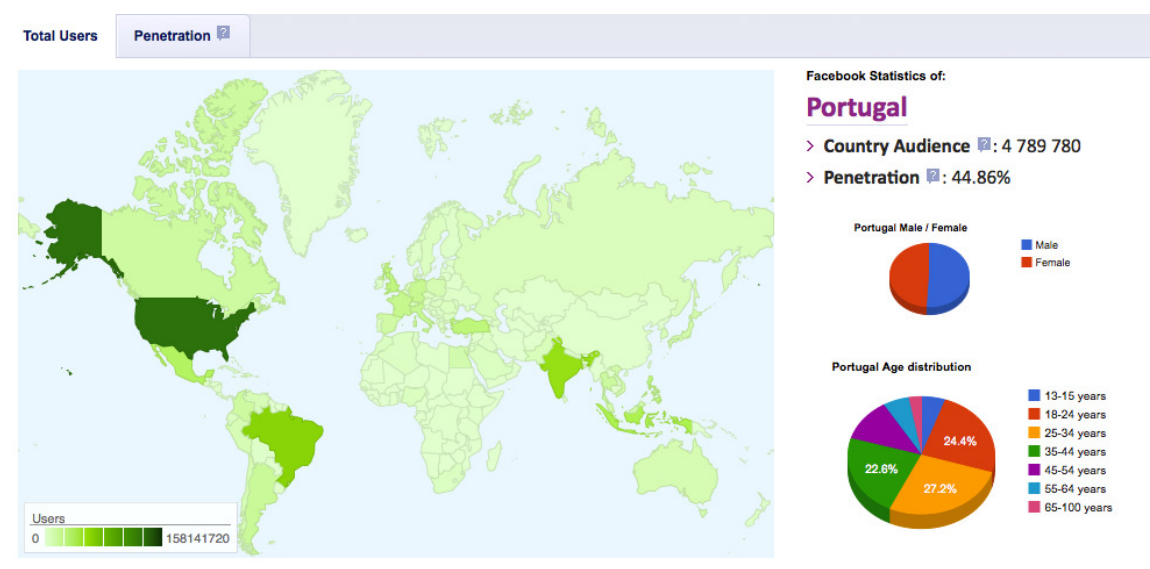 Total Users
Penetration ?
Facebook Statistics of:
Portugal
> Country Audience ?: 4 789 780
> Penetration ?: 44.86%
Portugal Male / Female
Male
Female
Portugal Age distribution
24.4%
22.6%
27.2%
13-15 years
18-24 years
25-34 years
35-44 years
45-54 years
55-64 years
65-100 years
Users
0 158141720